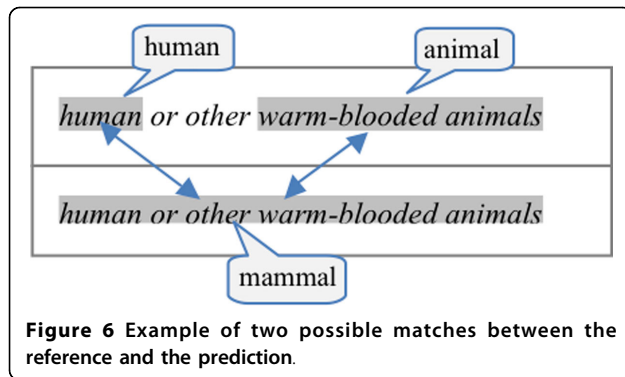 human
animal
human or other warm-blooded animals
human or other warm-blooded animals
mammal
Figure 6 Example of two possible matches between the
reference and the prediction.